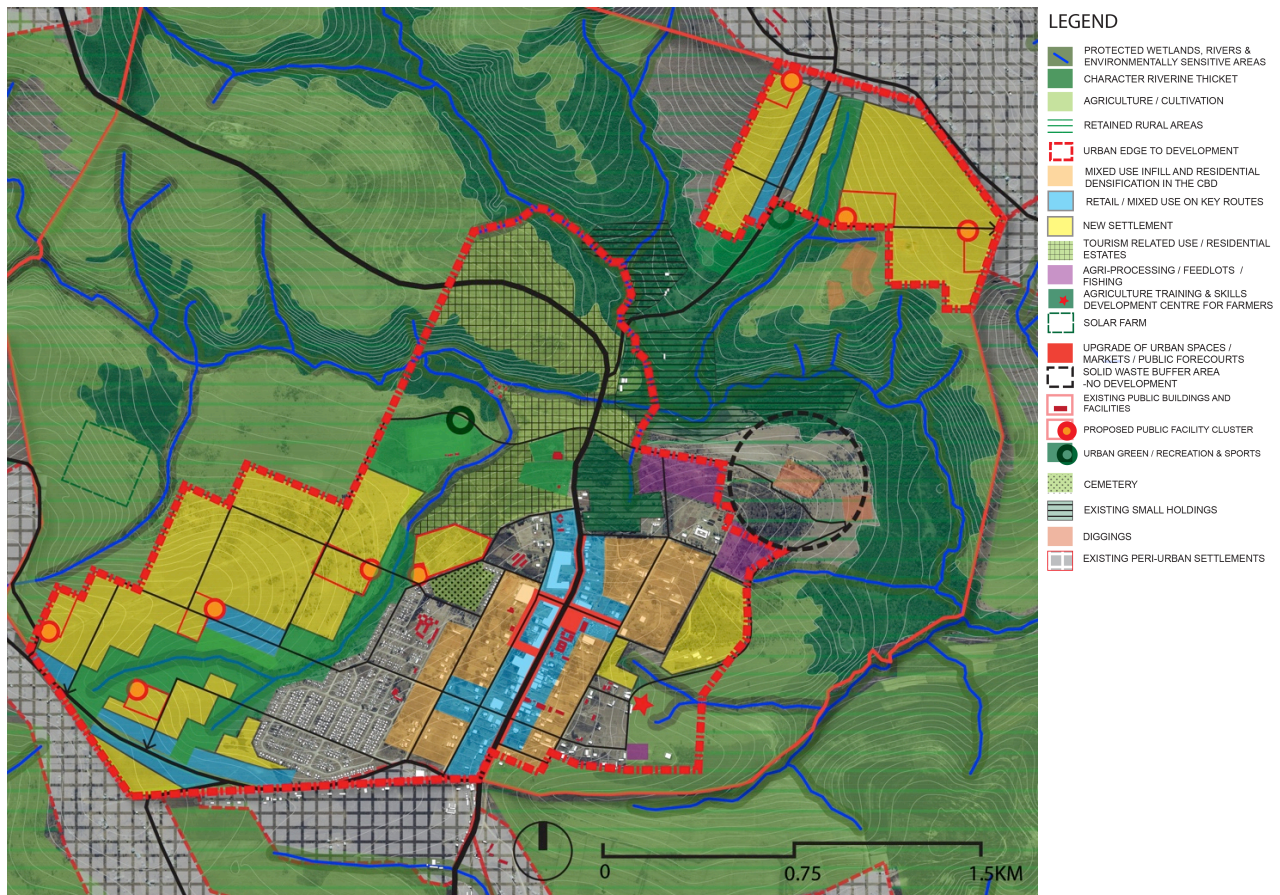 LEGEND
PROTECTED WETLANDS, RIVERS &
ENVIRONMENTALLY SENSITIVE AREAS
CHARACTER RIVERINE THICKET
AGRICULTURE / CULTIVATION
RETAINED RURAL AREAS
URBAN EDGE TO DEVELOPMENT
MIXED USE INFILL AND RESIDENTIAL
DENSIFICATION IN THE CBD
RETAIL / MIXED USE ON KEY ROUTES
NEW SETTLEMENT
TOURISM RELATED USE / RESIDENTIAL
ESTATES
AGRI-PROCESSING / FEEDLOTS /
FISHING
AGRICULTURE TRAINING & SKILLS
DEVELOPMENT CENTRE FOR FARMERS
SOLAR FARM
UPGRADE OF URBAN SPACES /
MARKETS / PUBLIC FORECOURTS
SOLID WASTE BUFFER AREA
-NO DEVELOPMENT
EXISTING PUBLIC BUILDINGS AND
FACILITIES
PROPOSED PUBLIC FACILITY CLUSTER
URBAN GREEN / RECREATION & SPORTS
CEMETERY
EXISTING SMALL HOLDINGS
DIGGINGS
EXISTING PERI-URBAN SETTLEMENTS
0 0.75 1.5KM